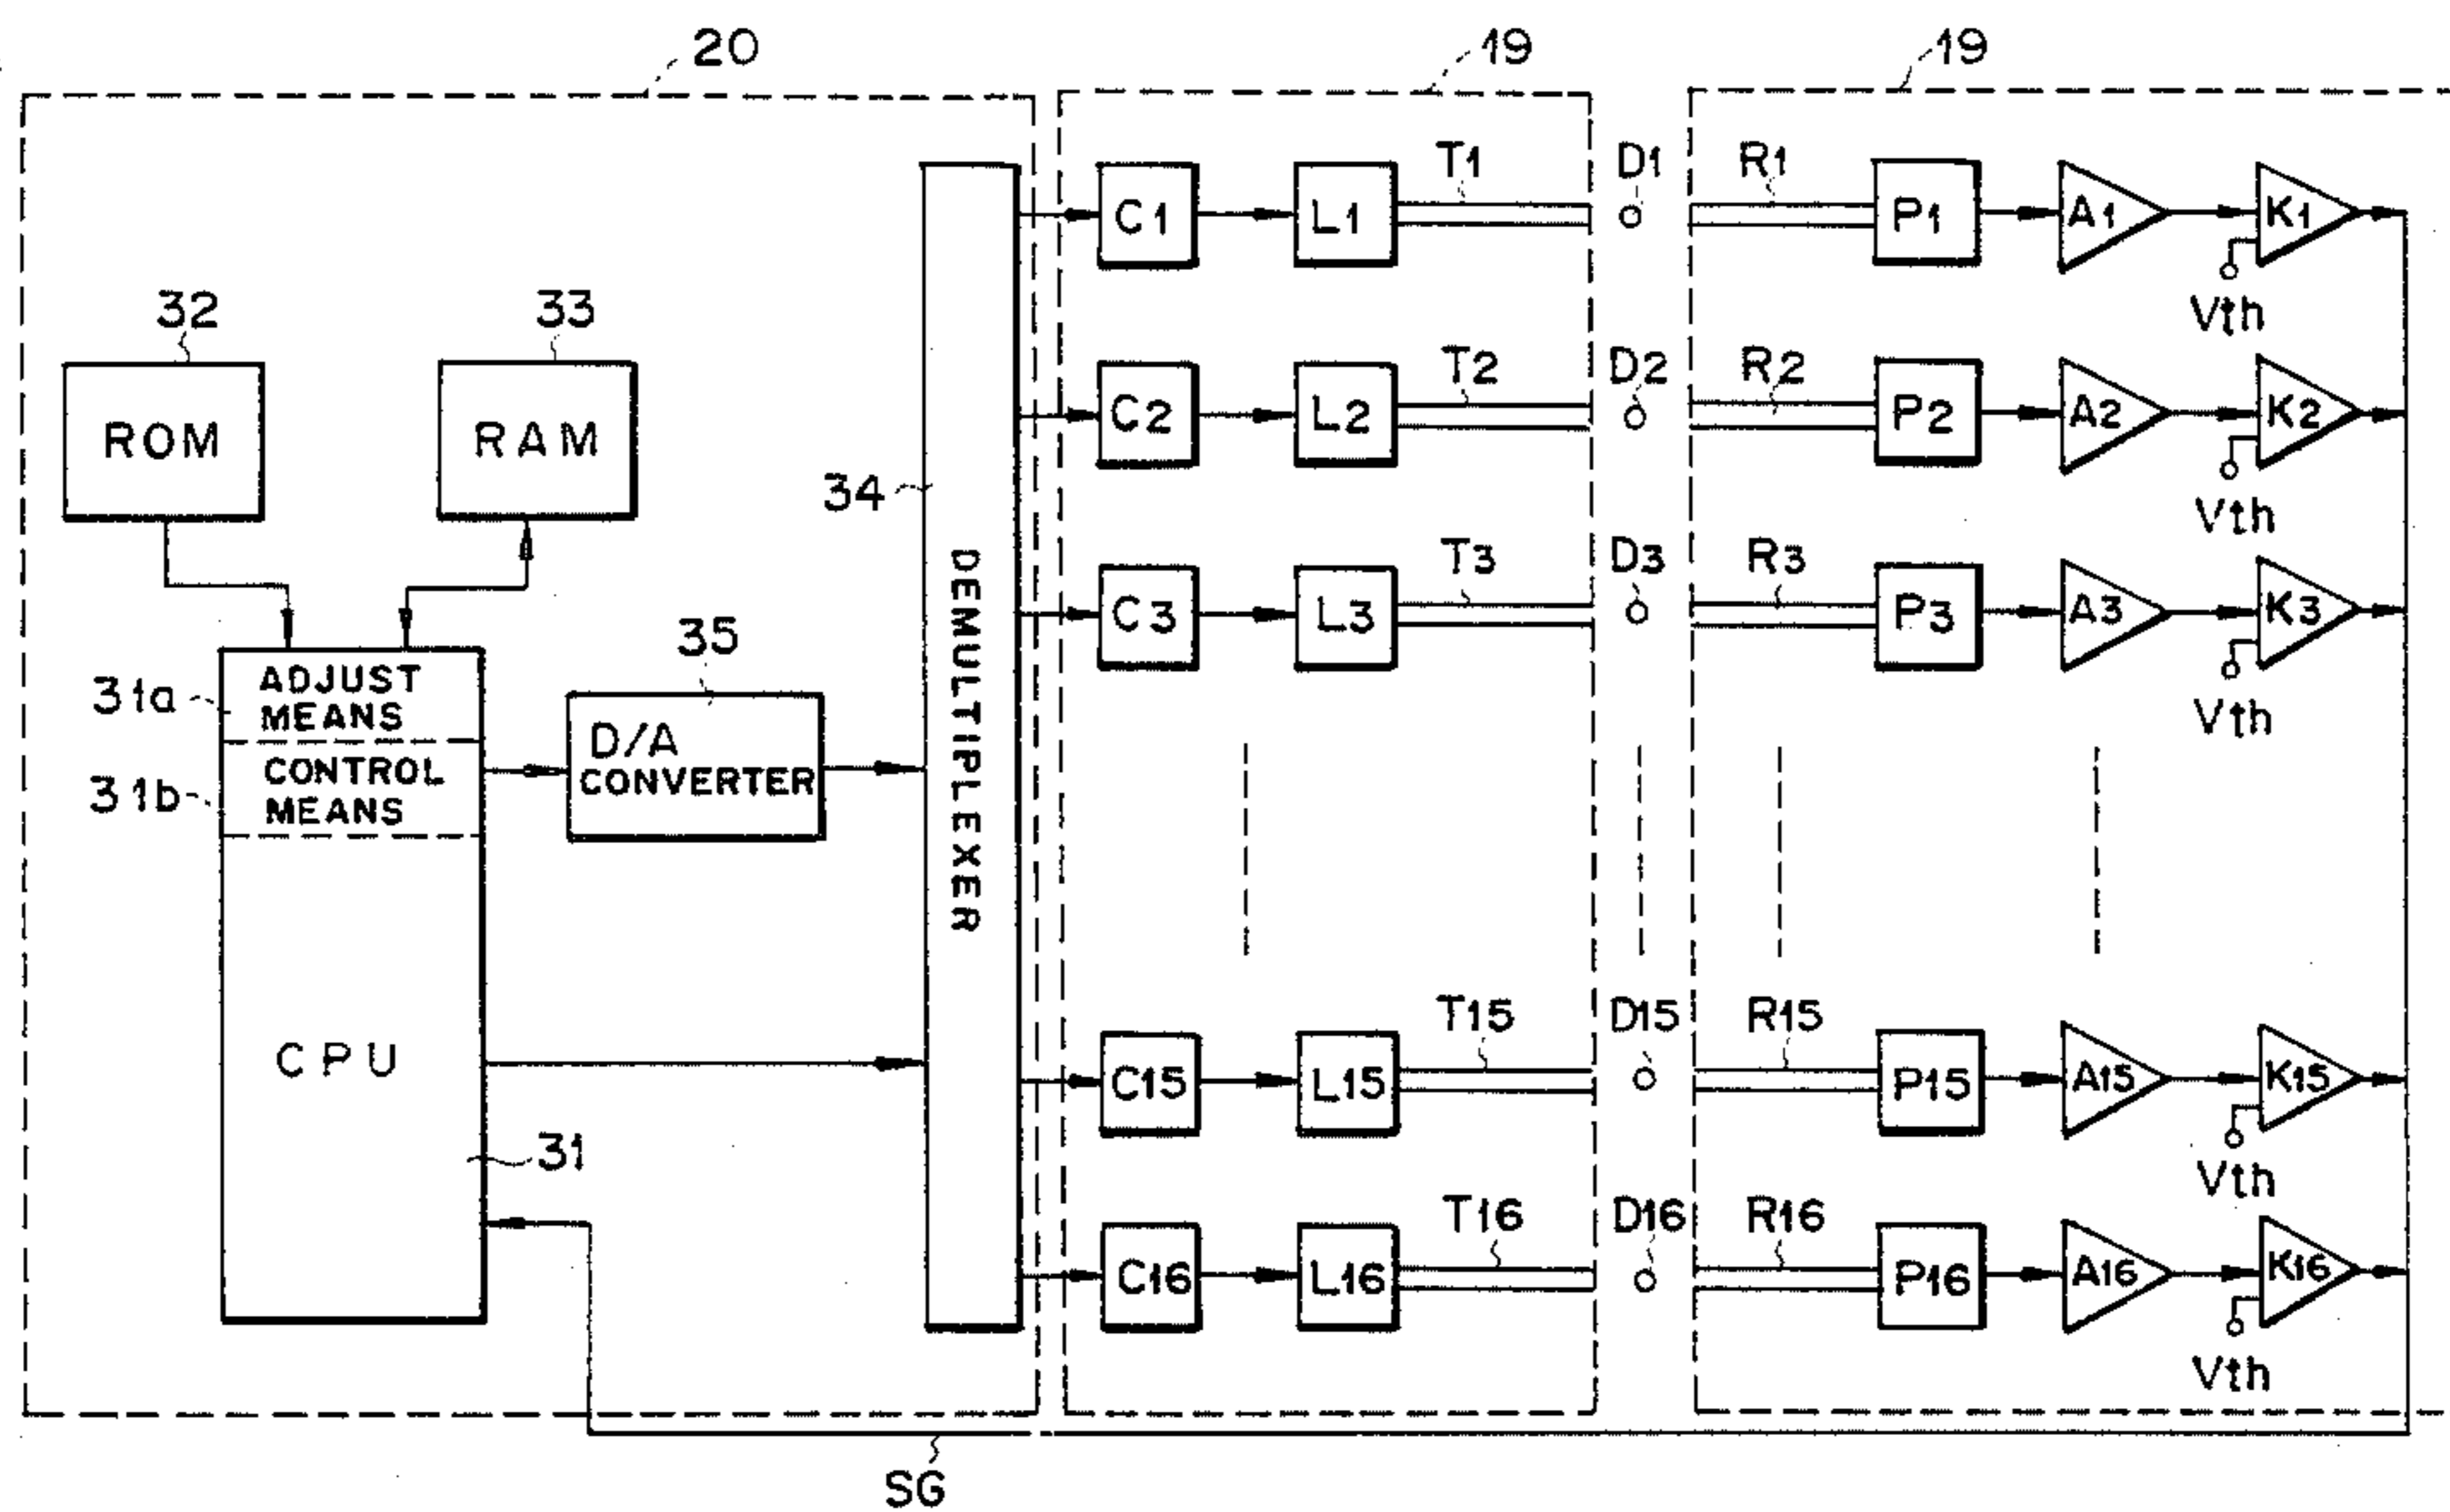 20
19
19
T1
D1
R1
C1
L1
P1
A1
K1
Vth
32
33
ROM
RAM
T2
D2
R2
C2
L2
P2
A2
K2
Vth
34
DEMULTIPLEXER
T3
D3
R3
C3
L3
P3
A3
K3
Vth
31a
ADJUST
MEANS
31b
CONTROL
MEANS
35
D/A
CONVERTER
CPU
31
T15
D15
R15
C15
L15
P15
A15
K15
Vth
T16
D16
R16
C16
L16
P16
A16
K16
Vth
SG